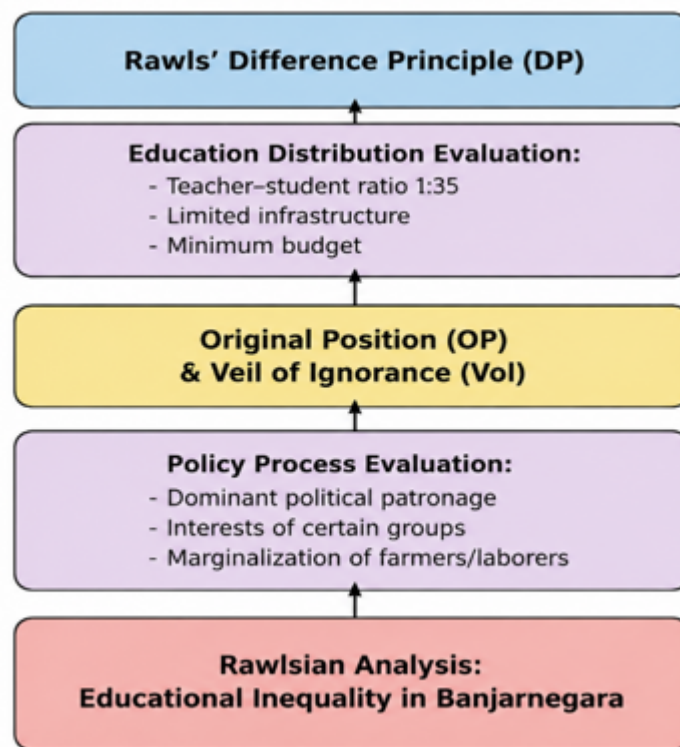 Rawls’ Difference Principle (DP)
Education Distribution Evaluation:
- Teacher–student ratio 1:35
- Limited infrastructure
- Minimum budget
Original Position (OP)
& Veil of Ignorance (Vol)
Policy Process Evaluation:
- Dominant political patronage
- Interests of certain groups
- Marginalization of farmers/laborers
Rawlsian Analysis:
Educational Inequality in Banjarnegara